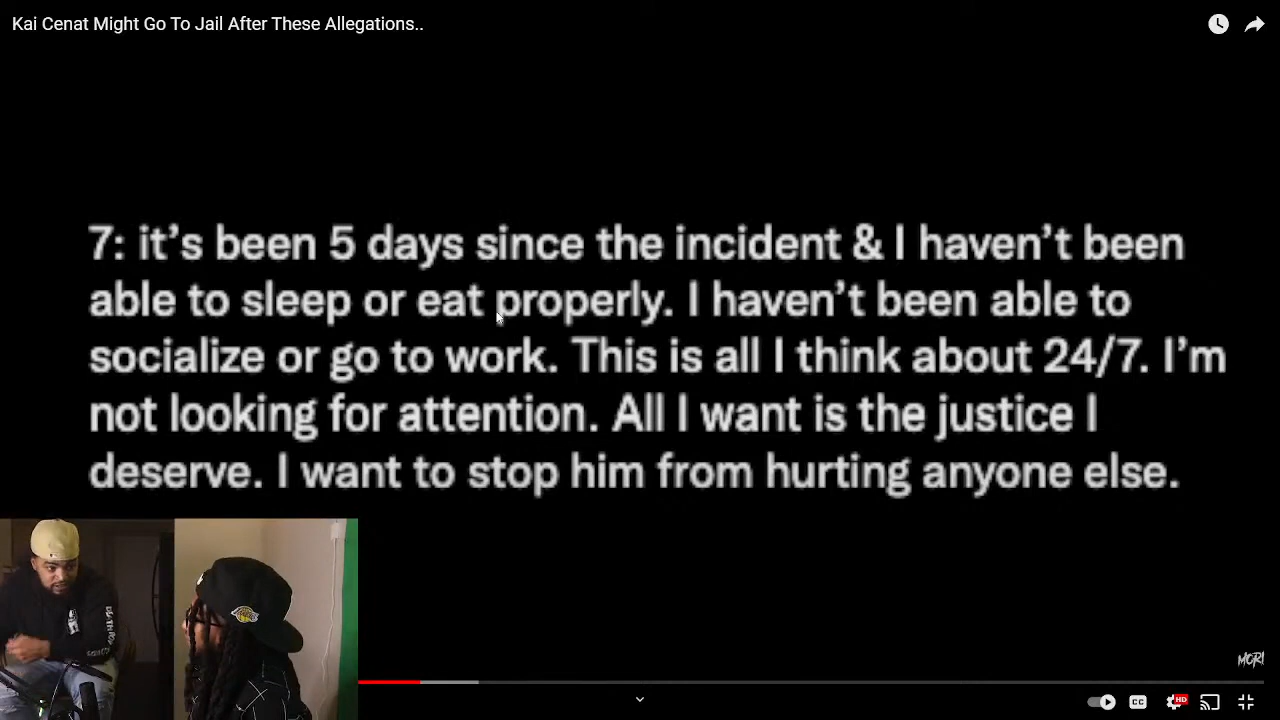 Kai Cenat Might Go To Jail After These Allegations..
7: it’s been 5 days since the incident & I haven’t been
able to sleep or eat properly. I haven’t been able to
socialize or go to work. This is all I think about 24/7. I’m
not looking for attention. All I want is the justice I
deserve. I want to stop him from hurting anyone else.
MORI
CC
HD